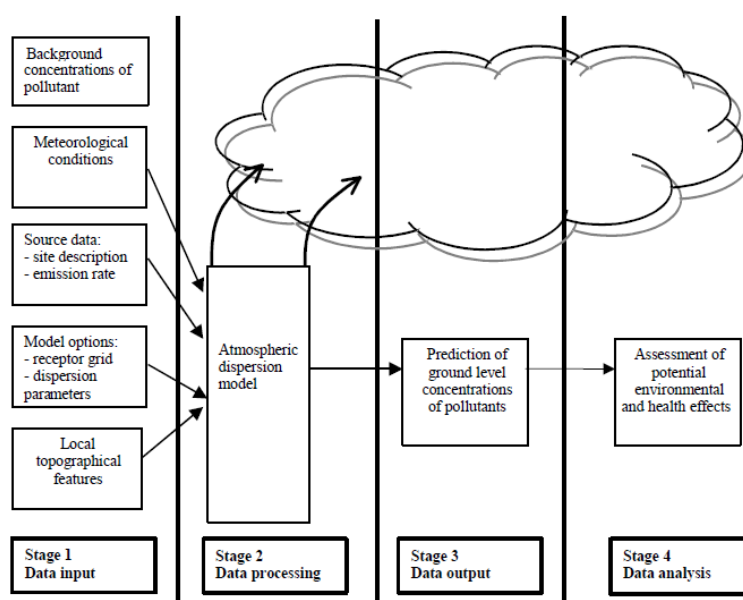 Background
concentrations of
pollutant
Meteorological
conditions
Source data:
- site description
- emission rate
Model options:
- receptor grid
- dispersion
parameters
Local
topographical
features
Atmospheric
dispersion
model
Prediction of
ground level
concentrations
of pollutants
Assessment of
potential
environmental
and health effects
Stage 1
Data input
Stage 2
Data processing
Stage 3
Data output
Stage 4
Data analysis